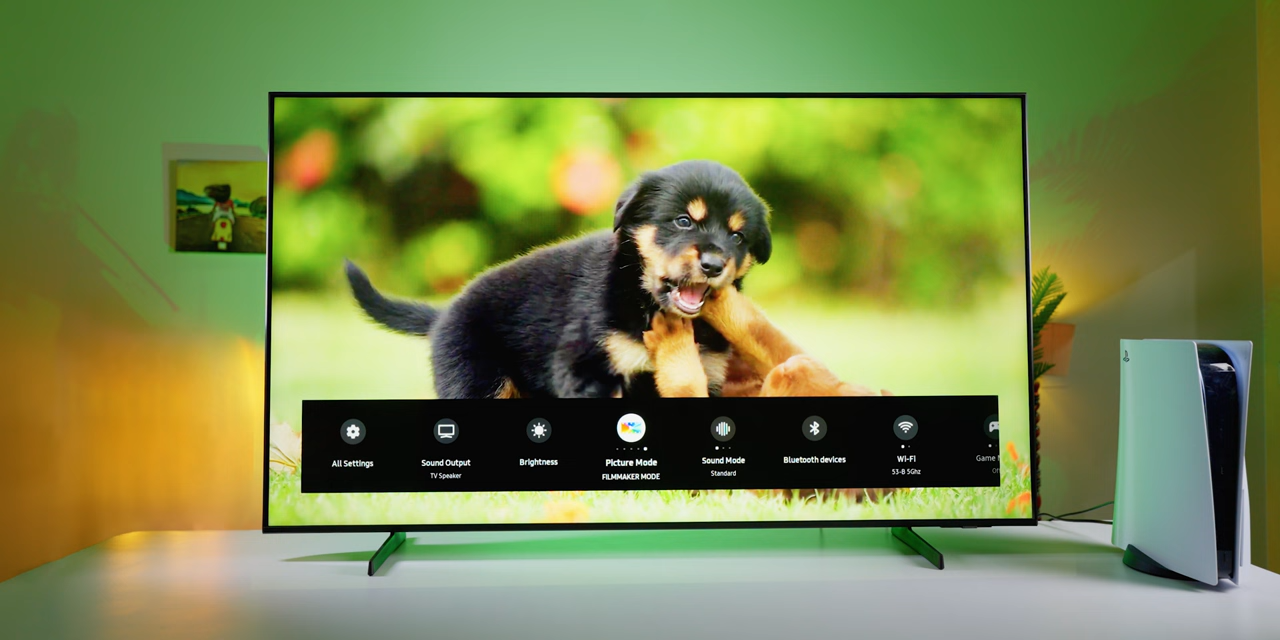 All Settings
Sound Output
TV Speaker
Brightness
Picture Mode
FILMMAKER MODE
Sound Mode
Standard
Bluetooth devices
Wi-Fi
53-B 5Ghz
Game